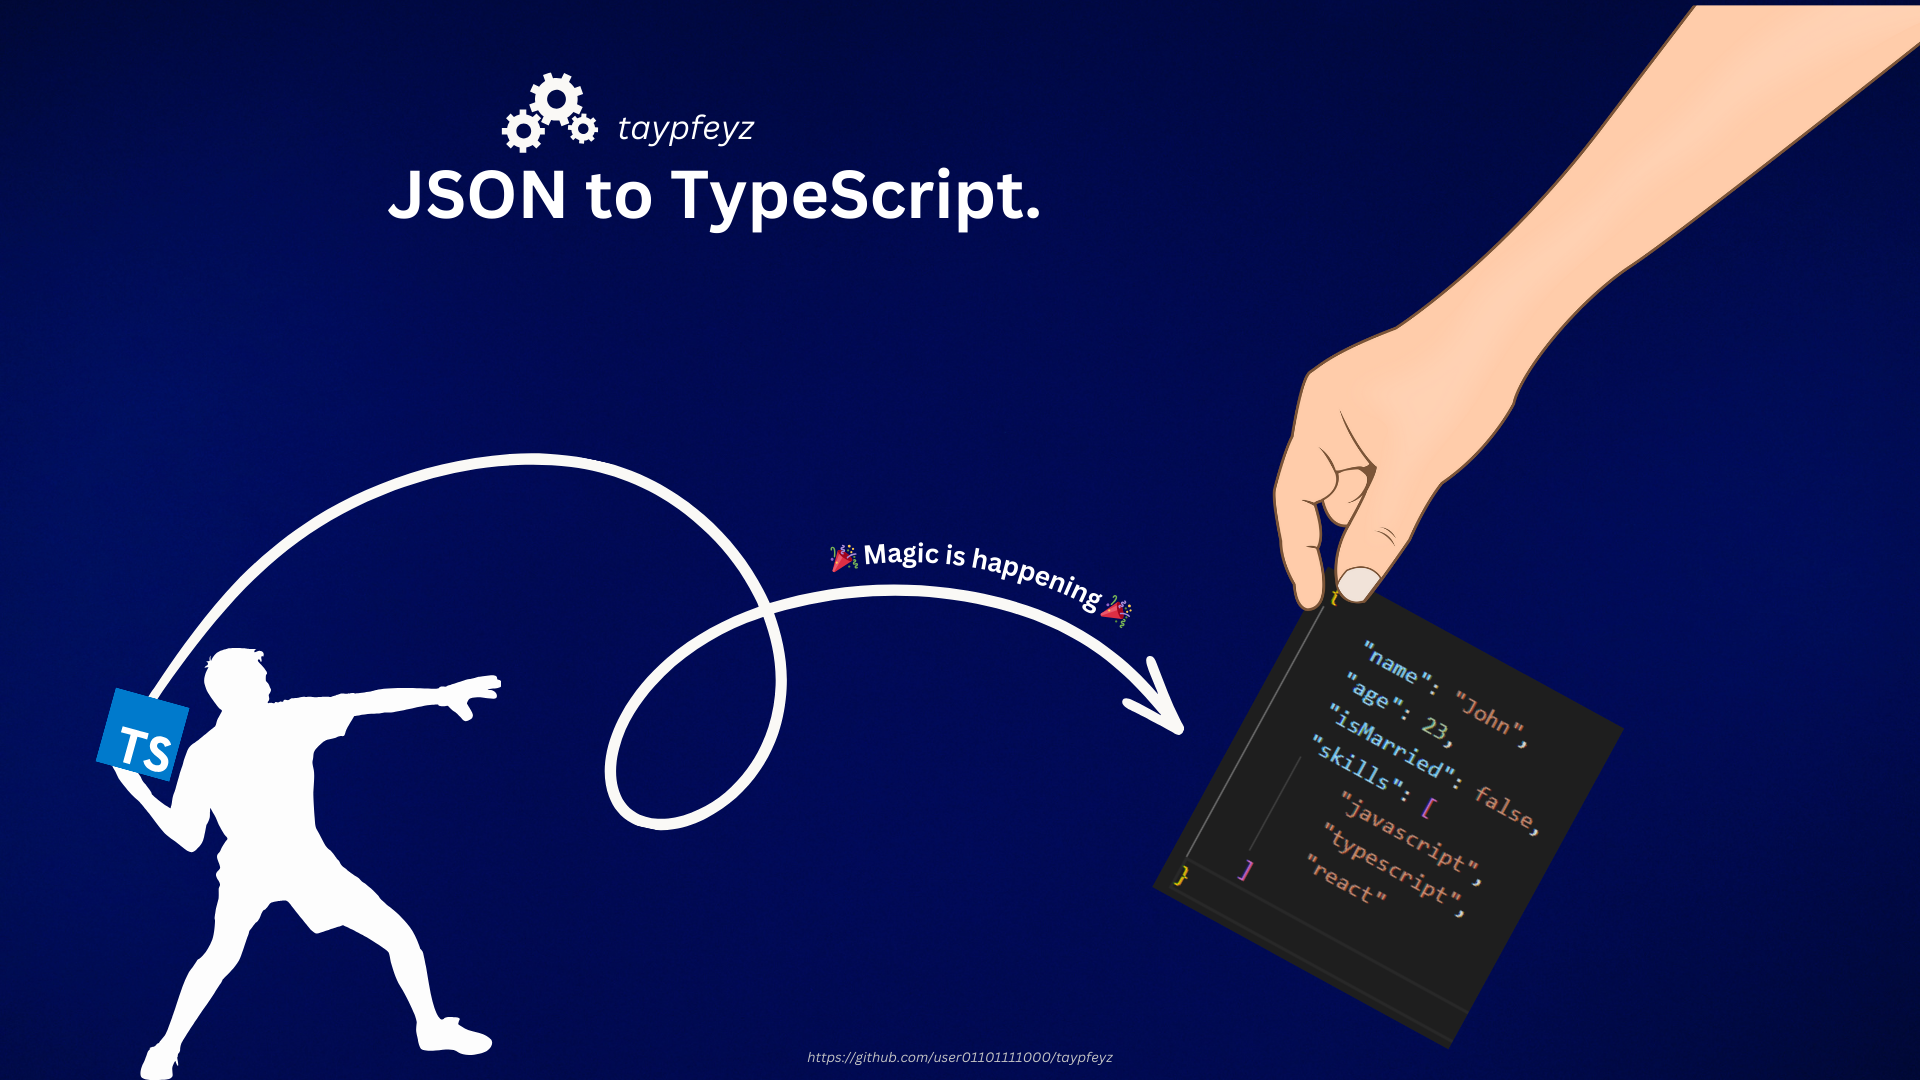 taypfeyz
JSON to TypeScript.
🎉 Magic is happening 🎉
TS
{
"name": "John",
"age": 23,
"isMarried": false,
"skills": [
"javascript",
"typescript",
"react"
]
}
https://github.com/user01101111000/taypfeyz